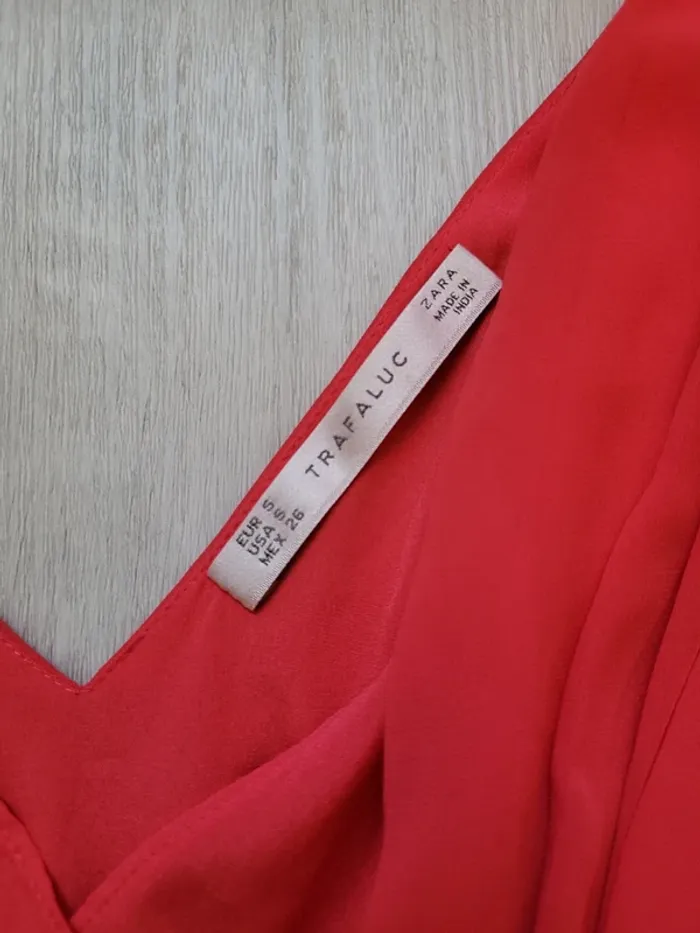 EUR S
USA S
MEX 26
TRAFALUC
ZARA
MADE IN
INDIA